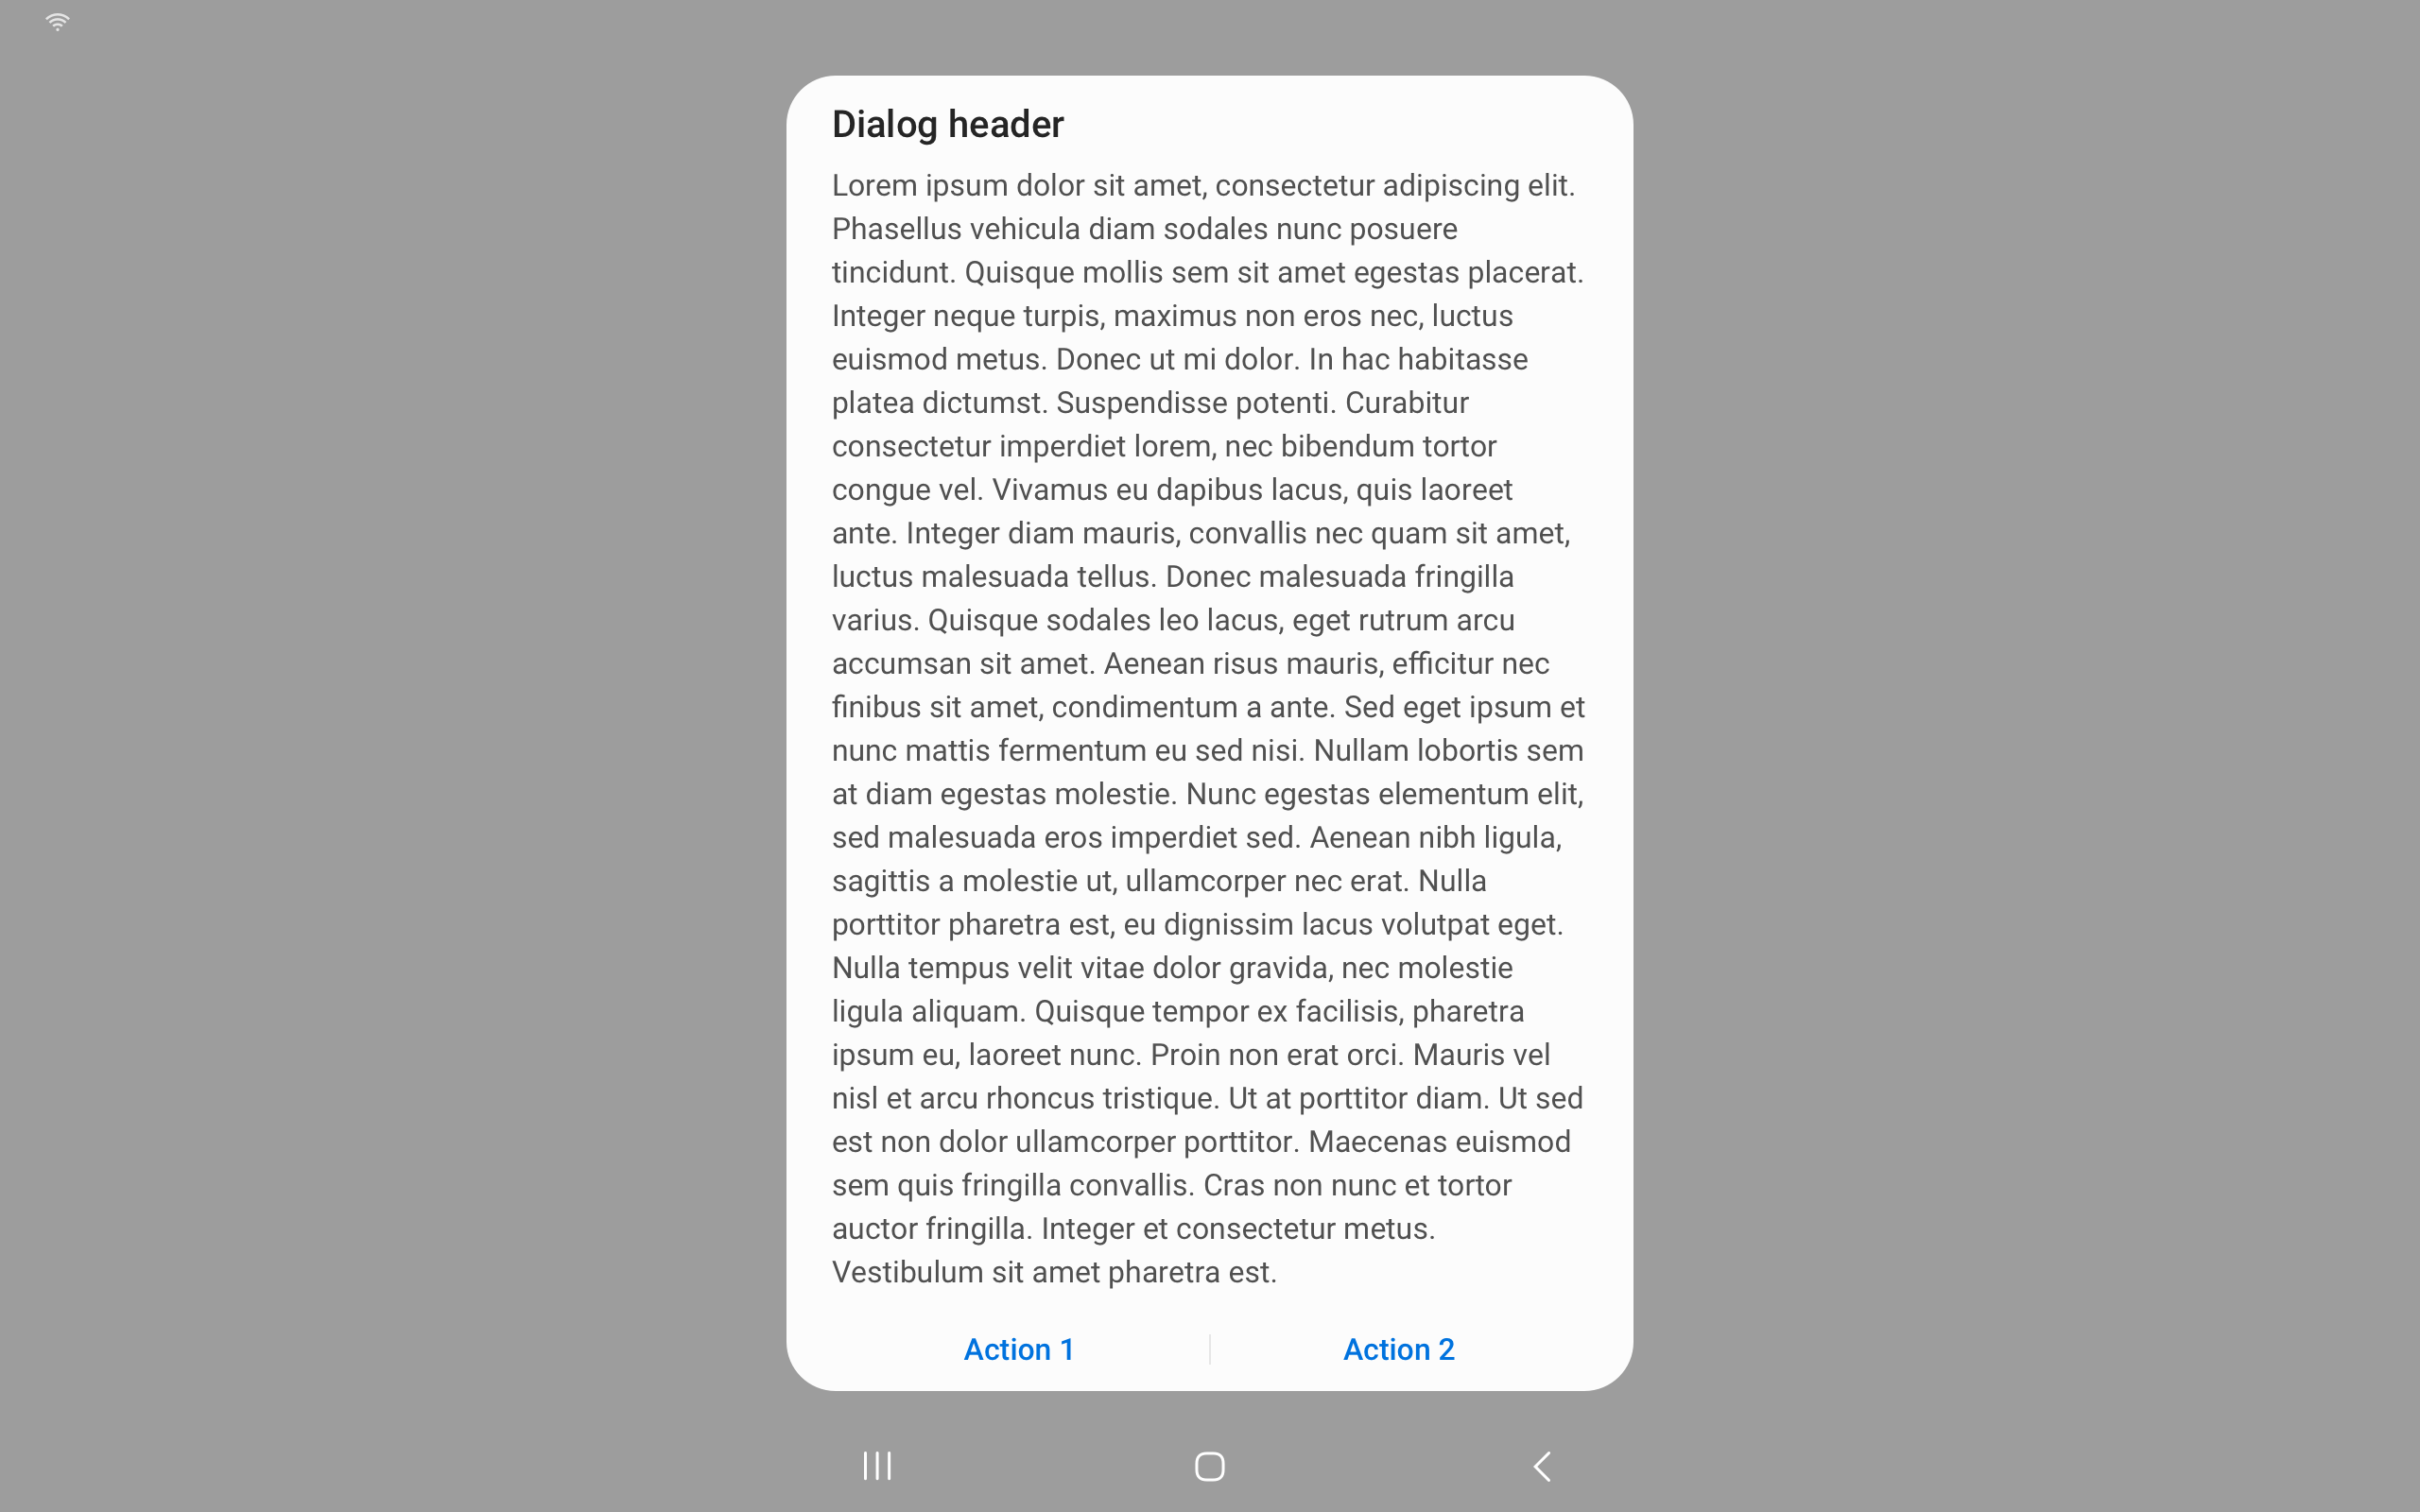 Dialog header
Lorem ipsum dolor sit amet, consectetur adipiscing elit.
Phasellus vehicula diam sodales nunc posuere
tincidunt. Quisque mollis sem sit amet egestas placerat.
Integer neque turpis, maximus non eros nec, luctus
euismod metus. Donec ut mi dolor. In hac habitasse
platea dictumst. Suspendisse potenti. Curabitur
consectetur imperdiet lorem, nec bibendum tortor
congue vel. Vivamus eu dapibus lacus, quis laoreet
ante. Integer diam mauris, convallis nec quam sit amet,
luctus malesuada tellus. Donec malesuada fringilla
varius. Quisque sodales leo lacus, eget rutrum arcu
accumsan sit amet. Aenean risus mauris, efficitur nec
finibus sit amet, condimentum a ante. Sed eget ipsum et
nunc mattis fermentum eu sed nisi. Nullam lobortis sem
at diam egestas molestie. Nunc egestas elementum elit,
sed malesuada eros imperdiet sed. Aenean nibh ligula,
sagittis a molestie ut, ullamcorper nec erat. Nulla
porttitor pharetra est, eu dignissim lacus volutpat eget.
Nulla tempus velit vitae dolor gravida, nec molestie
ligula aliquam. Quisque tempor ex facilisis, pharetra
ipsum eu, laoreet nunc. Proin non erat orci. Mauris vel
nisl et arcu rhoncus tristique. Ut at porttitor diam. Ut sed
est non dolor ullamcorper porttitor. Maecenas euismod
sem quis fringilla convallis. Cras non nunc et tortor
auctor fringilla. Integer et consectetur metus.
Vestibulum sit amet pharetra est.
Action 1
Action 2